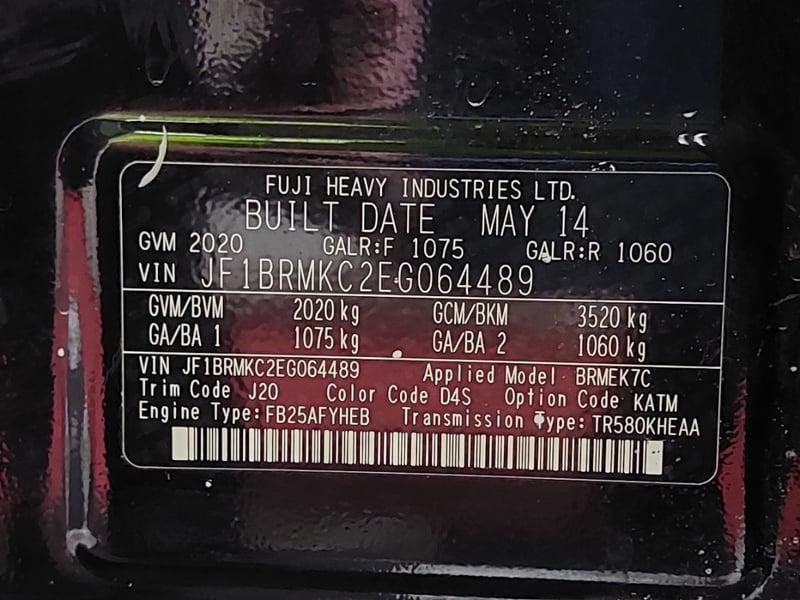 FUJI HEAVY INDUSTRIES LTD.
BUILT DATE MAY 14
GVM 2020 GALR:F 1075 GALR:R 1060
VIN JF1BRMKC2EG064489
GVM/BVM 2020 kg GCM/BKM 3520 kg
GA/BA 1 1075 kg GA/BA 2 1060 kg
VIN JF1BRMKC2EG064489 Applied Model BRMEK7C
Trim Code J20 Color Code D4S Option Code KATM
Engine Type: FB25AFYHEB Transmission Type: TR580KHEAA